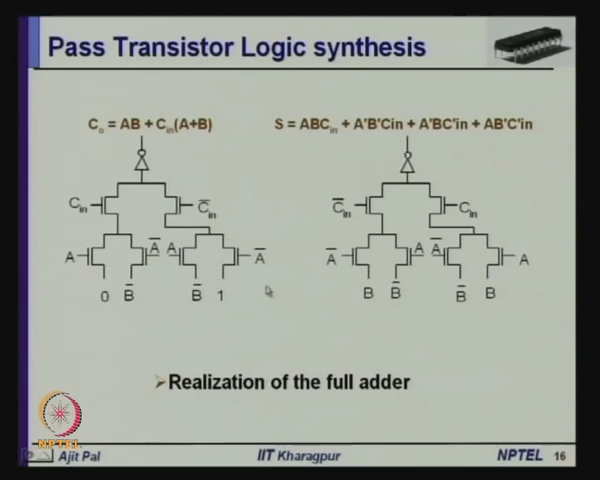 Pass Transistor Logic synthesis
Cₒ = AB + Cᵢₙ(A+B)
S = ABCᵢₙ + A'B'Cin + A'BC'in + AB'C'in
Cᵢₙ C̅ᵢₙ C̅ᵢₙ Cᵢₙ
A A̅ A A̅ A̅ A A̅ A
0 B̅ B̅ 1 B B̅ B̅ B
➢Realization of the full adder
NPTEL
Ajit Pal IIT Kharagpur NPTEL 16